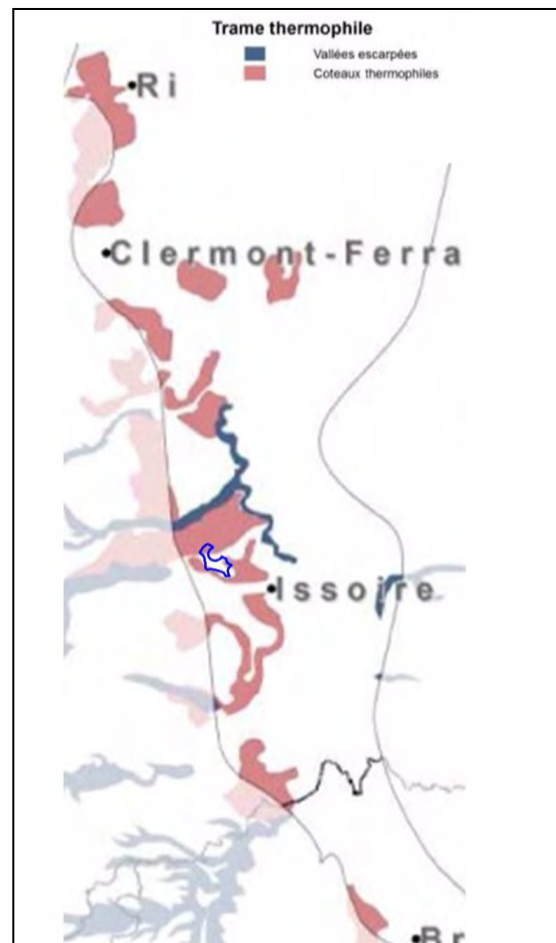 Trame thermophile
Vallées escarpées
Coteaux thermophiles
Ri
Clermont-Ferra
Issoire
Br